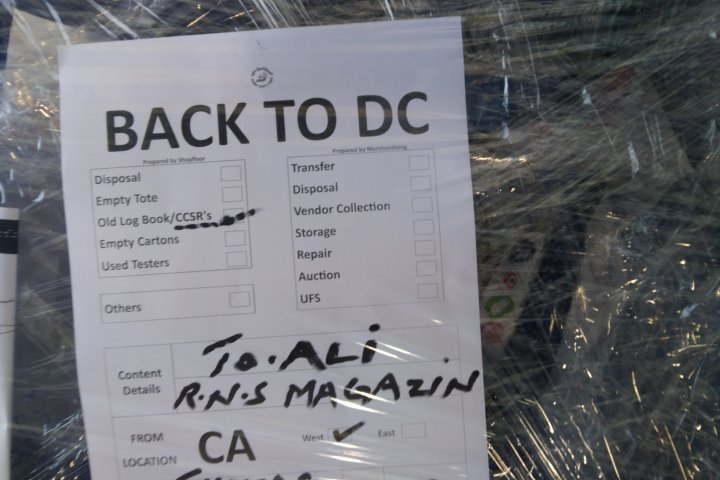 BACK TO DC
Prepared by Shopfloor
Disposal
Empty Tote
Old Log Book/CCSR's
Empty Cartons
Used Testers
Others
Prepared by Merchandising
Transfer
Disposal
Vendor Collection
Storage
Repair
Auction
UFS
Content Details
To. ALi
R.N.S MAGAZIN
FROM LOCATION
CA
West ✓ East